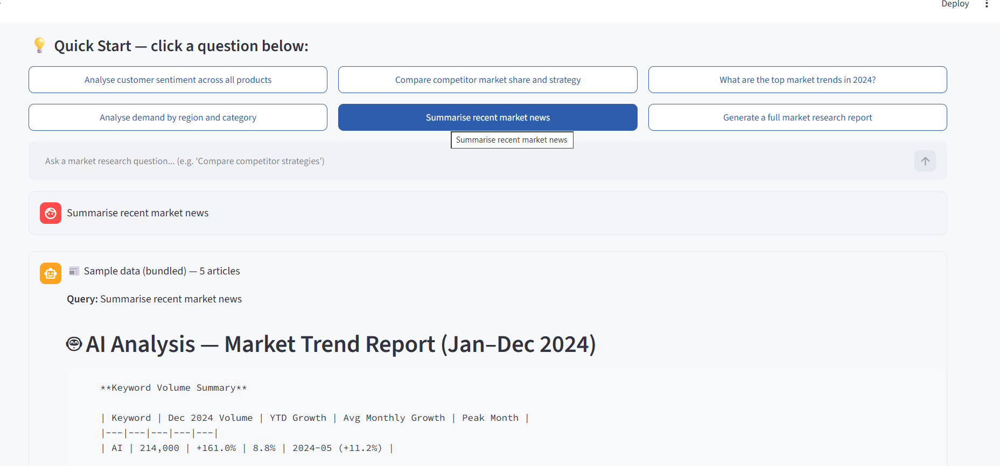 Deploy
Quick Start — click a question below:
Analyse customer sentiment across all products
Compare competitor market share and strategy
What are the top market trends in 2024?
Analyse demand by region and category
Summarise recent market news
Generate a full market research report
Summarise recent market news
Ask a market research question... (e.g. 'Compare competitor strategies')
Summarise recent market news
Sample data (bundled) — 5 articles
Query: Summarise recent market news
AI Analysis — Market Trend Report (Jan–Dec 2024)
**Keyword Volume Summary**
| Keyword | Dec 2024 Volume | YTD Growth | Avg Monthly Growth | Peak Month |
|---|---|---|---|---|
| AI | 214,000 | +161.0% | 8.8% | 2024-05 (+11.2%) |